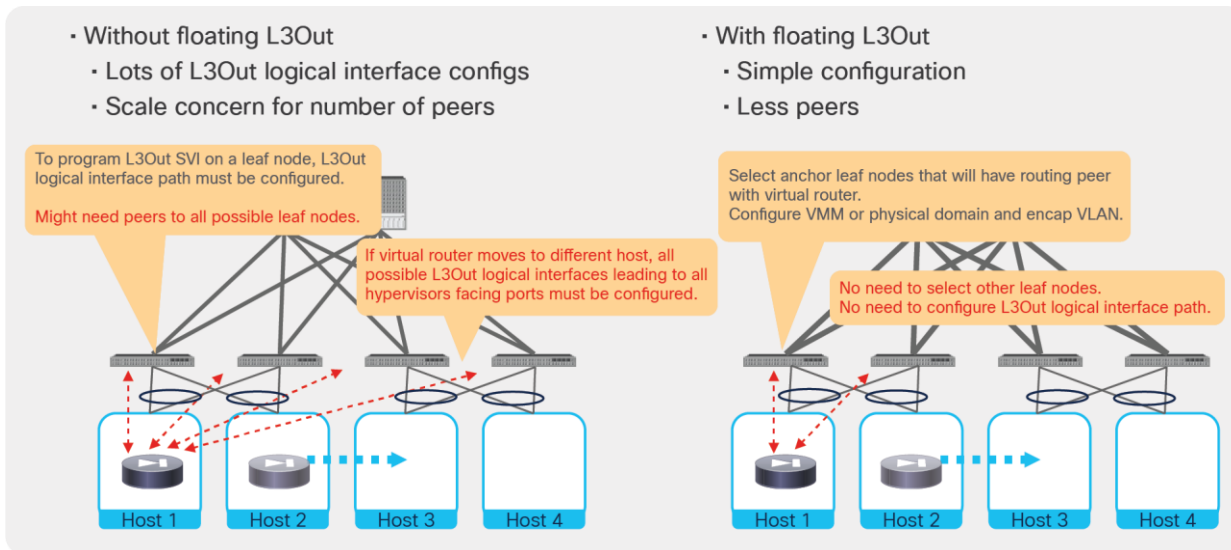 · Without floating L3Out
· Lots of L3Out logical interface configs
· Scale concern for number of peers
To program L3Out SVI on a leaf node, L3Out
logical interface path must be configured.
Might need peers to all possible leaf nodes.
If virtual router moves to different host, all
possible L3Out logical interfaces leading to all
hypervisors facing ports must be configured.
Host 1
Host 2
Host 3
Host 4
· With floating L3Out
· Simple configuration
· Less peers
Select anchor leaf nodes that will have routing peer
with virtual router.
Configure VMM or physical domain and encap VLAN.
No need to select other leaf nodes.
No need to configure L3Out logical interface path.
Host 1
Host 2
Host 3
Host 4